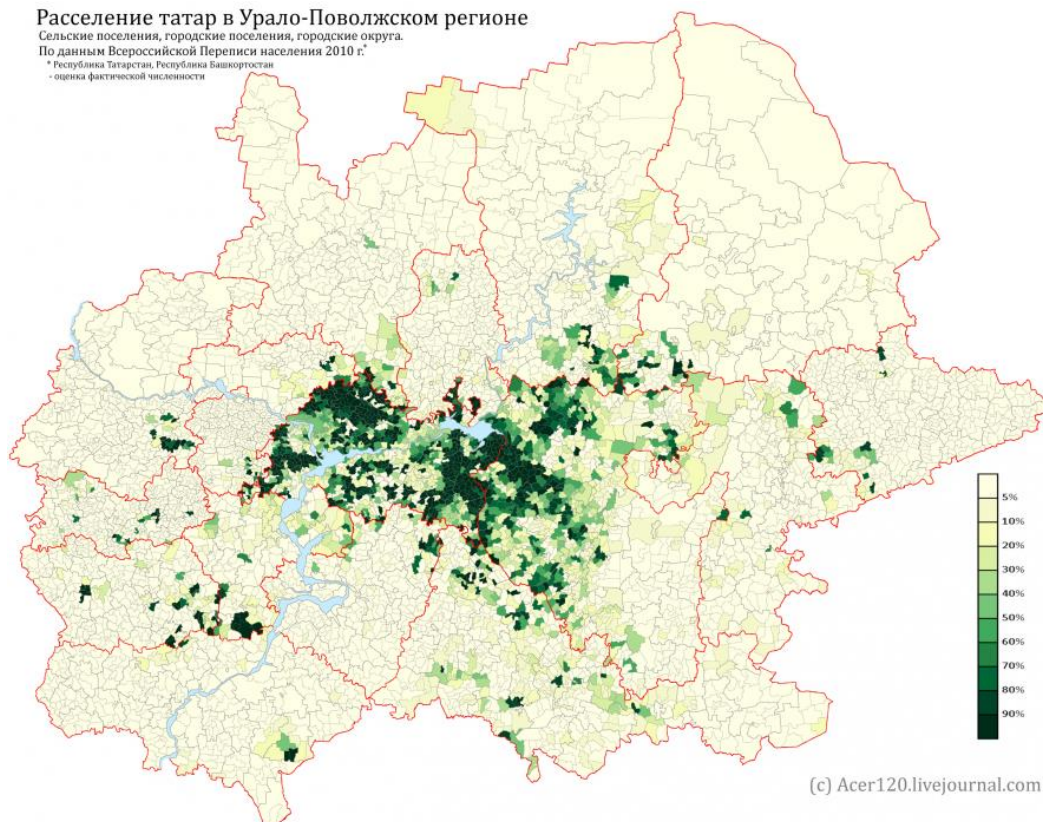 Расселение татар в Урало-Поволжском регионе
Сельские поселения, городские поселения, городские округа.
По данным Всероссийской Переписи населения 2010 г.*
* Республика Татарстан, Республика Башкортостан
- оценка фактической численности
5%
10%
20%
30%
40%
50%
60%
70%
80%
90%
(c) Acer120.livejournal.com